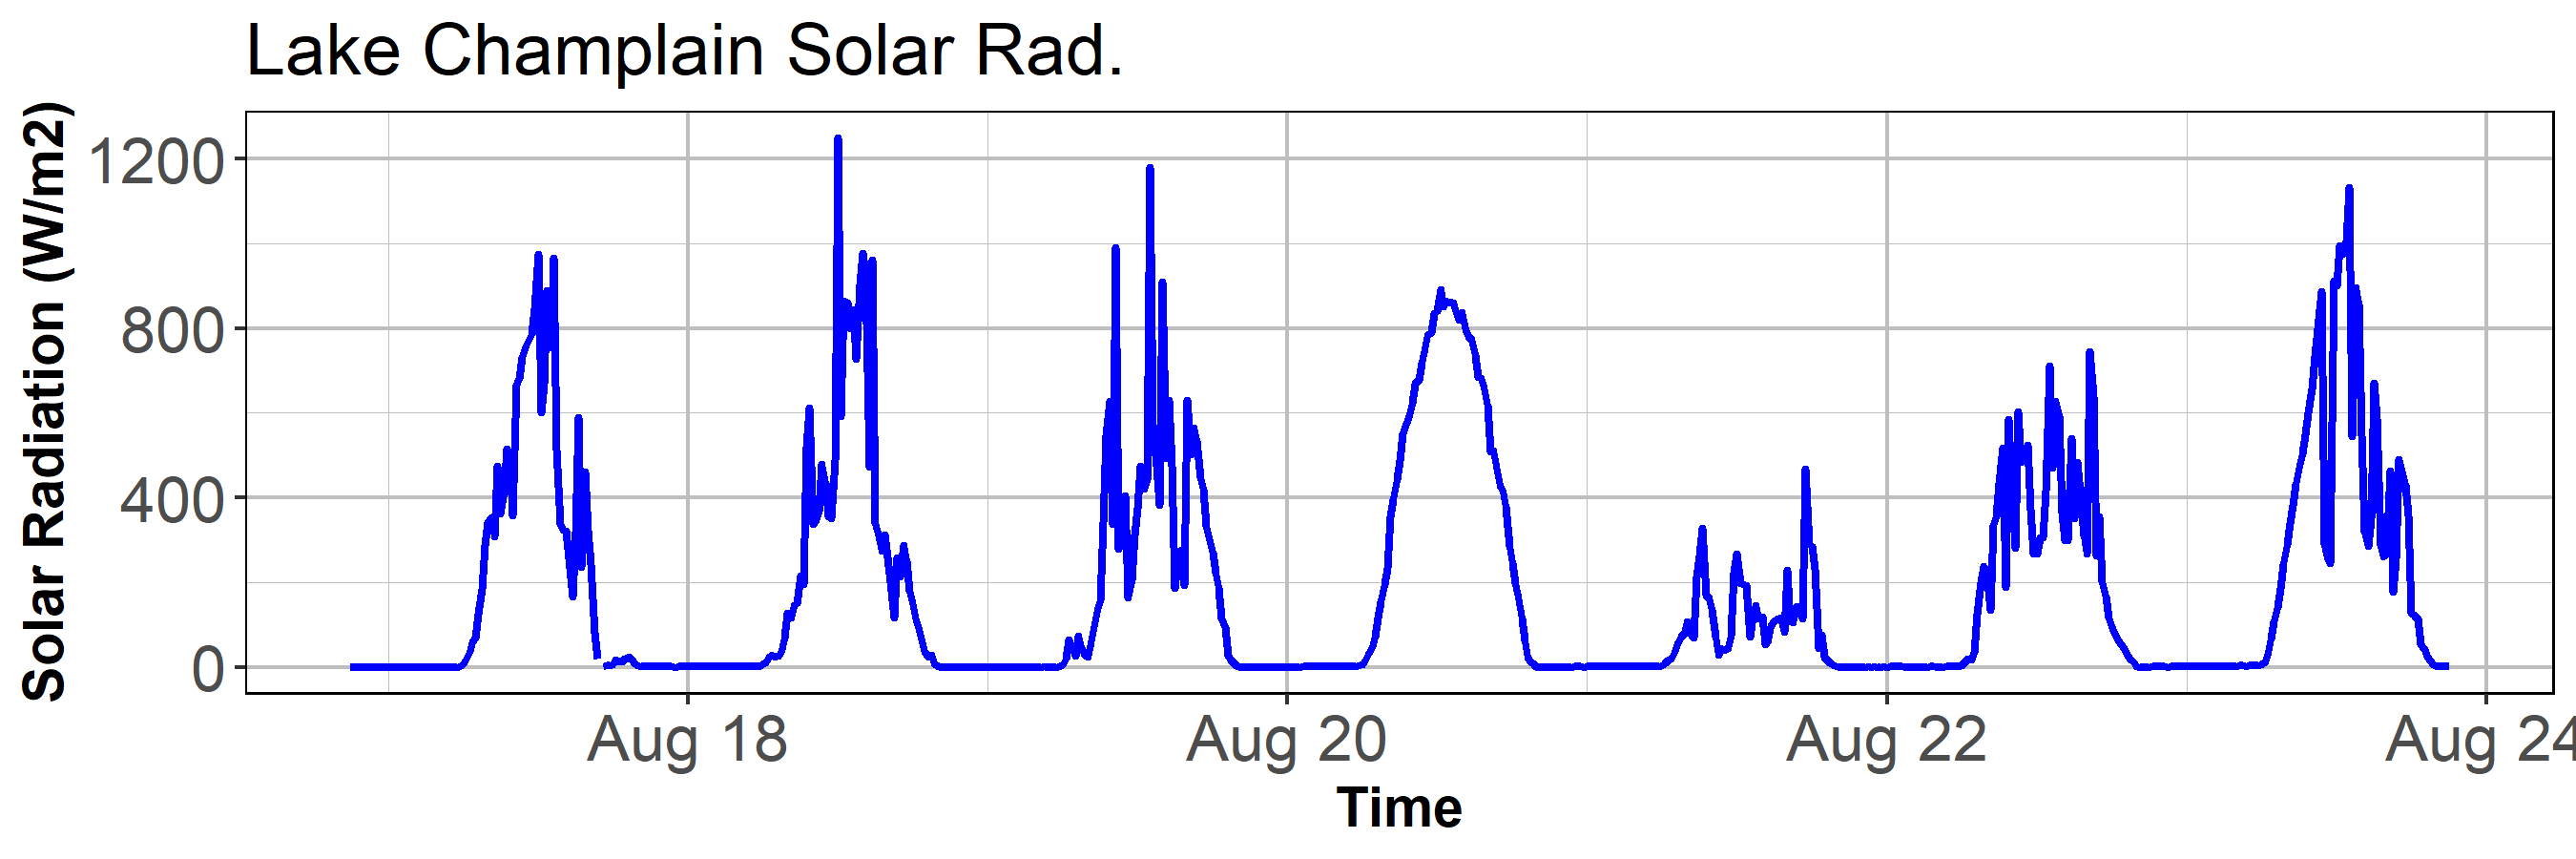 Lake Champlain Solar Rad.
Solar Radiation (W/m2)
1200
800
400
0
Aug 18 Aug 20 Aug 22 Aug 24
Time